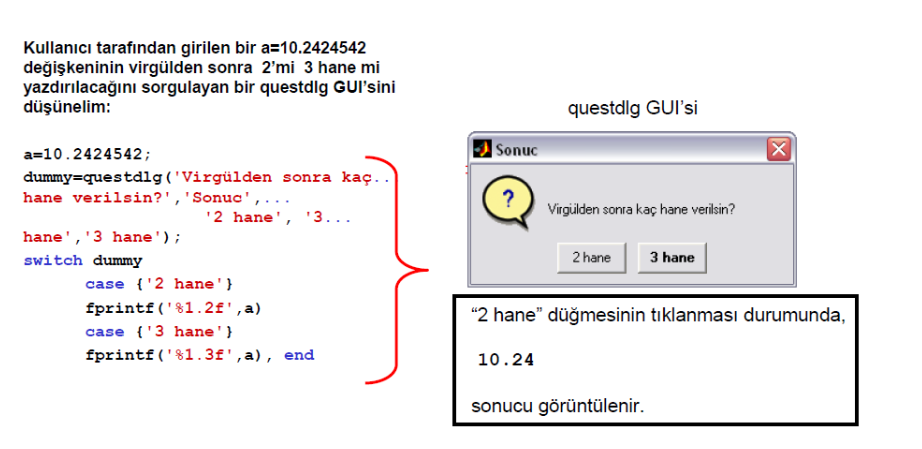 Kullanıcı tarafından girilen bir a=10.2424542
değişkeninin virgülden sonra 2'mi 3 hane mi
yazdırılacağını sorgulayan bir questdlg GUI'sini
düşünelim:
a=10.2424542;
dummy=questdlg('Virgülden sonra kaç..
hane verilsin?','Sonuc',...
'2 hane', '3...
hane','3 hane');
switch dummy
case {'2 hane'}
fprintf('%1.2f',a)
case {'3 hane'}
fprintf('%1.3f',a), end
questdlg GUI'si
Sonuc
?
Virgülden sonra kaç hane verilsin?
2 hane 3 hane
“2 hane” düğmesinin tıklanması durumunda,
10.24
sonucu görüntülenir.